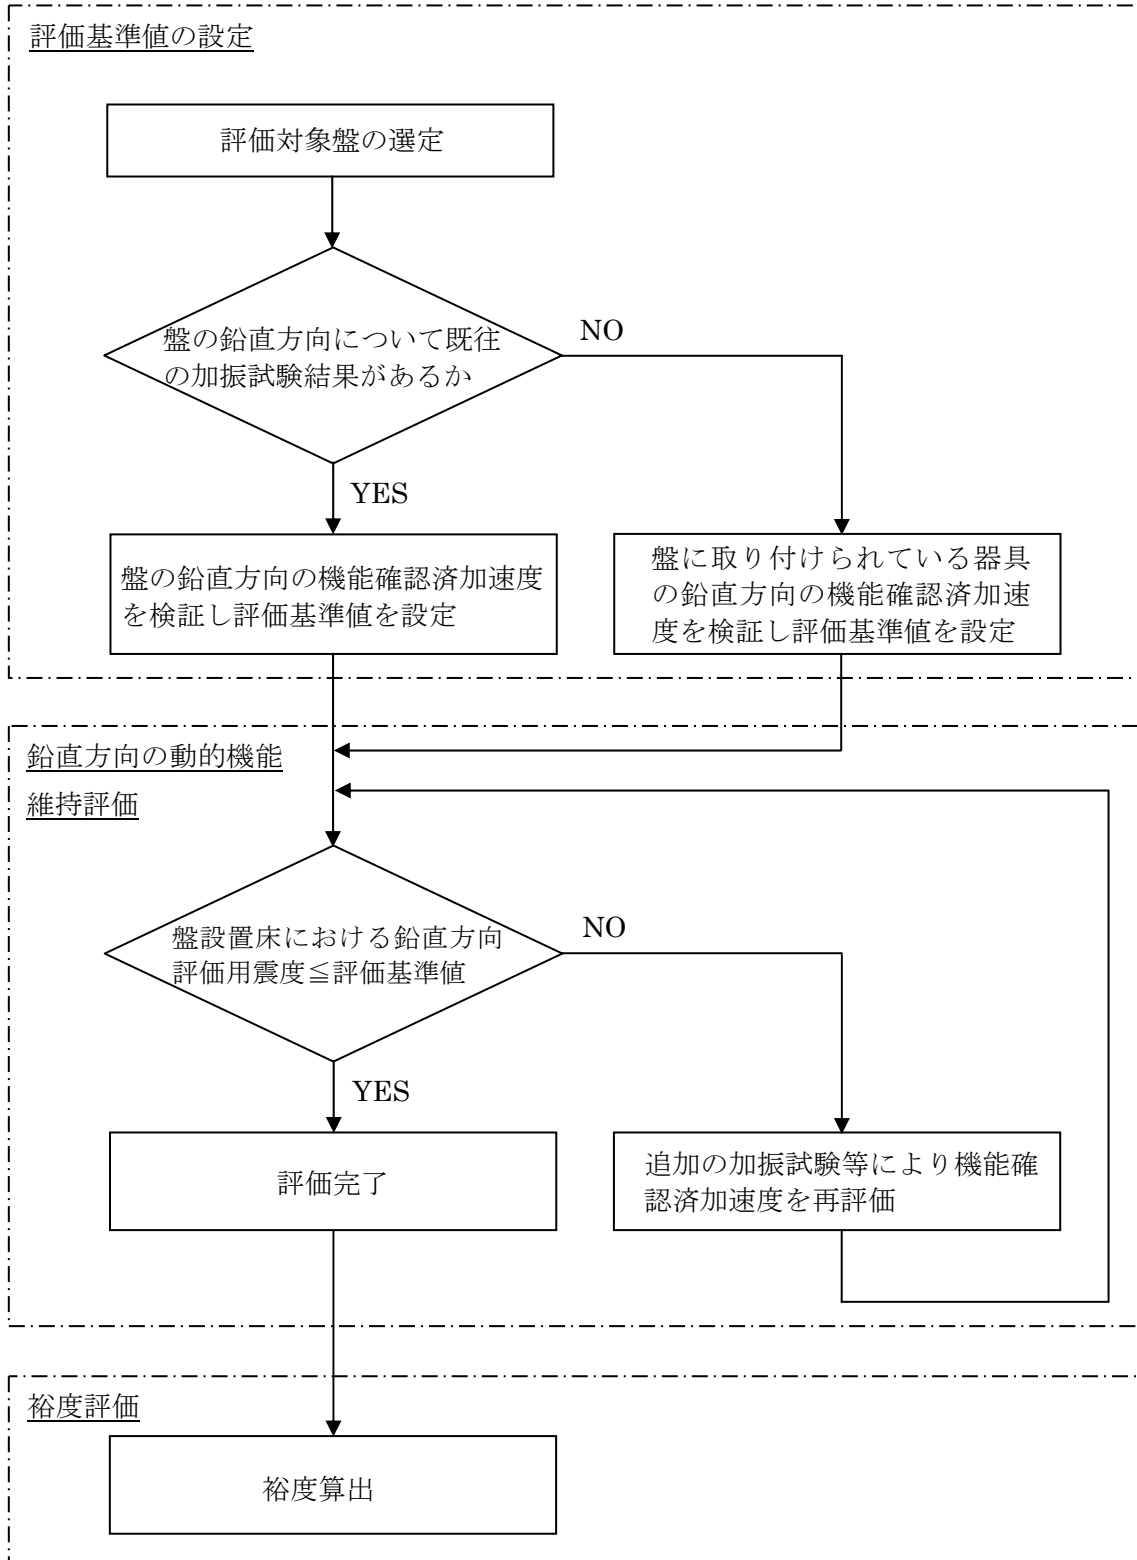 評価基準値の設定
評価対象盤の選定
盤の鉛直方向について既往
の加振試験結果があるか
NO
YES
盤の鉛直方向の機能確認済加速度
を検証し評価基準値を設定
盤に取り付けられている器具
の鉛直方向の機能確認済加速
度を検証し評価基準値を設定
鉛直方向の動的機能
維持評価
盤設置床における鉛直方向
評価用震度≦評価基準値
NO
YES
評価完了
追加の加振試験等により機能確
認済加速度を再評価
裕度評価
裕度算出